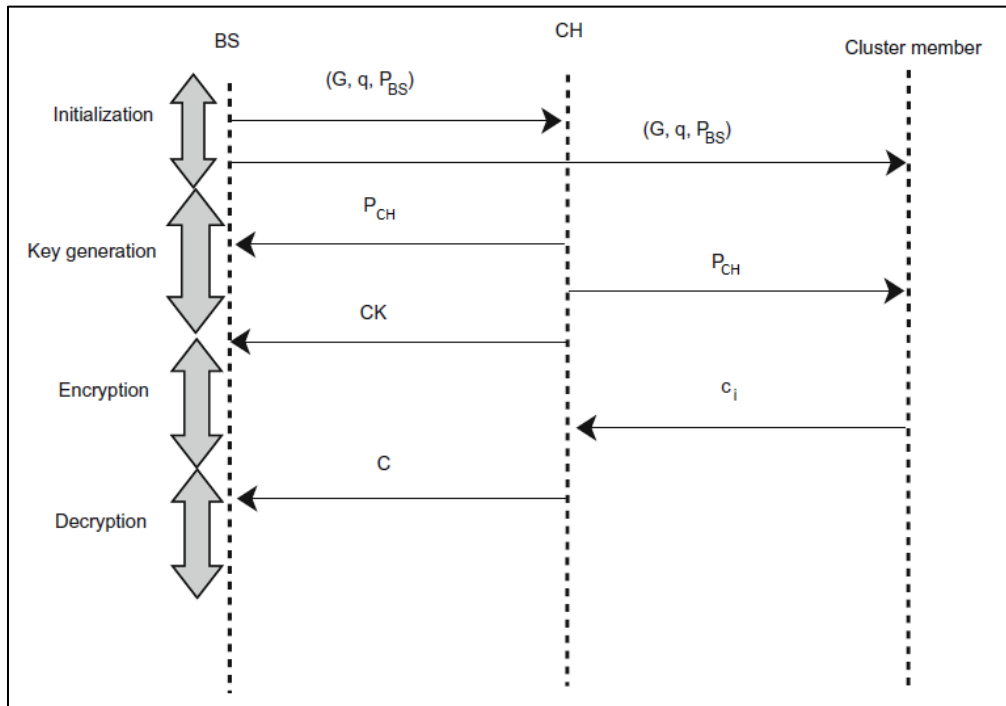 BS
CH
Cluster member
(G, q, P_BS)
Initialization
(G, q, P_BS)
P_CH
Key generation
P_CH
CK
Encryption
c_i
C
Decryption